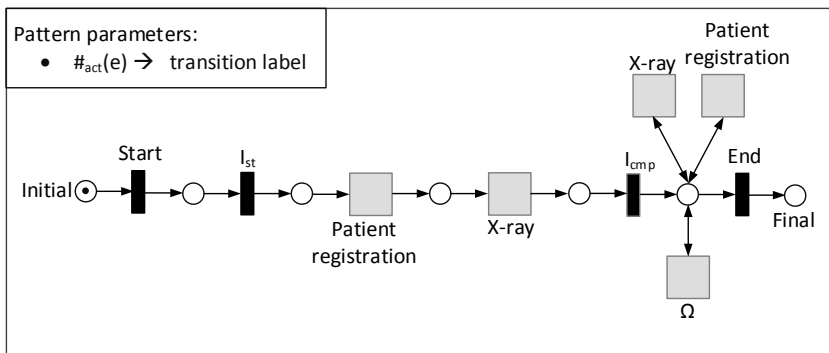 Pattern parameters:
• #act(e) → transition label
Patient
registration
X-ray
Start
Ist
Icmp
End
Initial
Final
Patient
registration
X-ray
Ω